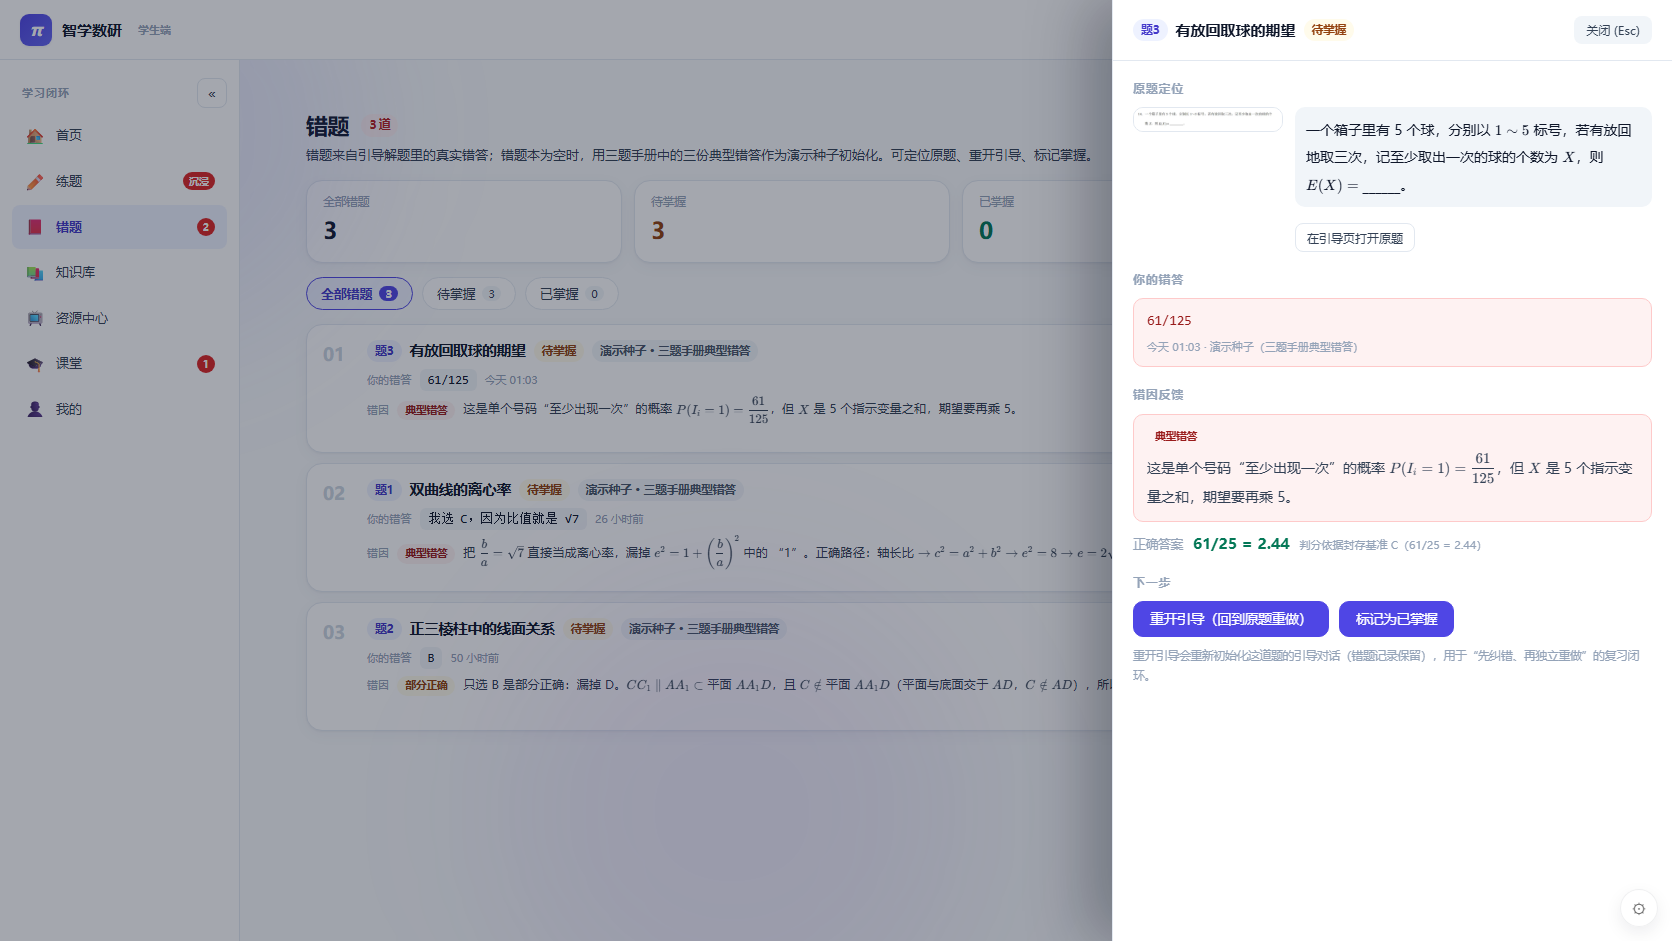 π 智学数研 学生端
学习闭环 «
首页
练题 沉浸
错题 2
知识库
资源中心
课堂 1
我的
错题 3 道
错题来自引导解题里的真实错答；错题本为空时，用三题手册中的三份典型错答作为演示种子初始化。可定位原题、重开引导、标记掌握。
全部错题
3
待掌握
3
已掌握
0
全部错题 3 待掌握 3 已掌握 0
01 题3 有放回取球的期望 待掌握 演示种子·三题手册典型错答
你的错答 61/125 今天 01:03
错因 典型错答 这是单个号码“至少出现一次”的概率 P(I_i = 1) = 61/125，但 X 是 5 个指示变量之和，期望要再乘 5。
02 题1 双曲线的离心率 待掌握 演示种子·三题手册典型错答
你的错答 我选 C，因为比值就是 √7 26 小时前
错因 典型错答 把 b/a = √7 直接当成离心率，漏掉 e² = 1 + (b/a)² 中的 “1” 。正确路径：轴长比 → c² = a² + b² → e² = 8 → e = 2√
03 题2 正三棱柱中的线面关系 待掌握 演示种子·三题手册典型错答
你的错答 B 50 小时前
错因 部分正确 只选 B 是部分正确：漏掉 D。CC₁ ∥ AA₁ ⊂ 平面 AA₁D，且 C ∉ 平面 AA₁D（平面与底面交于 AD，C ∉ AD），所
题3 有放回取球的期望 待掌握 关闭 (Esc)
原题定位
一个箱子里有 5 个球，分别以 1 ∼ 5 标号，若有放回
地取三次，记至少取出一次的球的个数为 X，则
E(X) = ______。
在引导页打开原题
你的错答
61/125
今天 01:03 · 演示种子（三题手册典型错答）
错因反馈
典型错答
这是单个号码“至少出现一次”的概率 P(I_i = 1) = 61/125，但 X 是 5 个指示变
量之和，期望要再乘 5。
正确答案 61/25 = 2.44 判分依据封存基准 C（61/25 = 2.44）
下一步
重开引导（回到原题重做） 标记为已掌握
重开引导会重新初始化这道题的引导对话（错题记录保留），用于“先纠错、再独立重做”的复习闭
环。